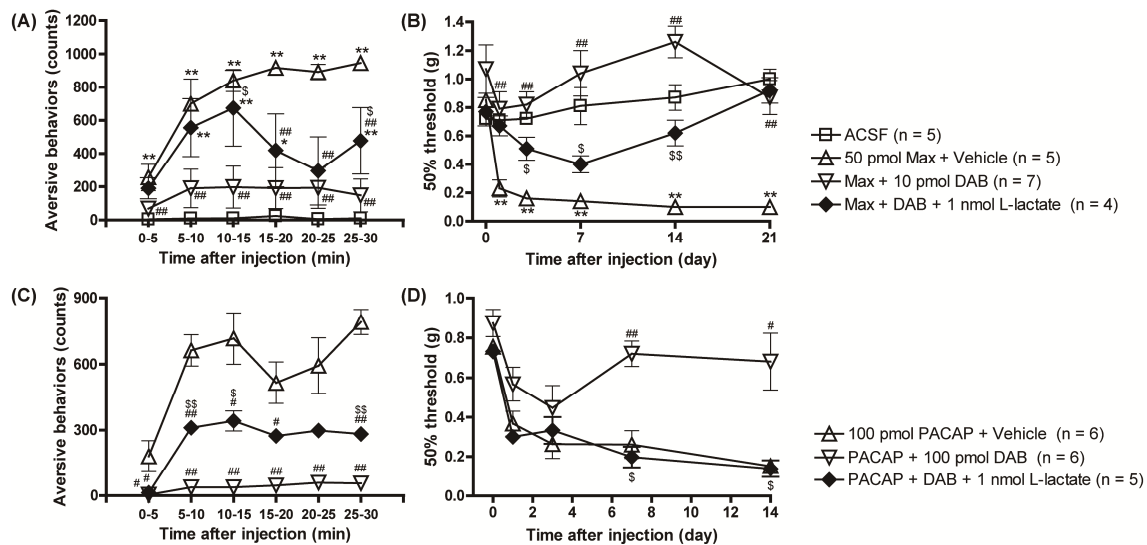 (A)
Aversive behaviors (counts)
1200
1000
800
600
400
200
0
** ** ** ** ** **
$
**
**
##
*
##
$
##
**
## ## ## ## ## ##
0-5 5-10 10-15 15-20 20-25 25-30
Time after injection (min)
(B)
50% threshold (g)
1.4
1.2
1.0
0.8
0.6
0.4
0.2
0.0
## ## ## ## ##
$ $ $$
** ** ** ** **
0 7 14 21
Time after injection (day)
ACSF (n = 5)
50 pmol Max + Vehicle (n = 5)
Max + 10 pmol DAB (n = 7)
Max + DAB + 1 nmol L-lactate (n = 4)
(C)
Aversive behaviors (counts)
900
600
300
0
$$
##
$
#
#
$$
##
# #
## ## ## ## ##
0-5 5-10 10-15 15-20 20-25 25-30
Time after injection (min)
(D)
50% threshold (g)
1.0
0.8
0.6
0.4
0.2
0.0
## #
$ $
0 2 4 6 8 10 12 14
Time after injection (day)
100 pmol PACAP + Vehicle (n = 6)
PACAP + 100 pmol DAB (n = 6)
PACAP + DAB + 1 nmol L-lactate (n = 5)